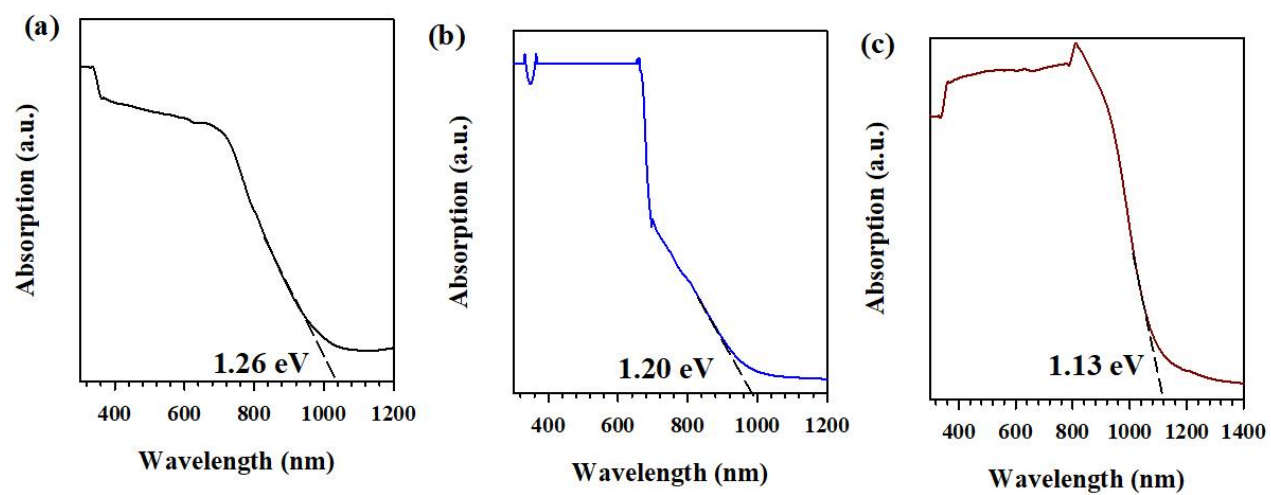 (a)
Absorption (a.u.)
1.26 eV
400 600 800 1000 1200
Wavelength (nm)
(b)
Absorption (a.u.)
1.20 eV
400 600 800 1000 1200
Wavelength (nm)
(c)
Absorption (a.u.)
1.13 eV
400 600 800 1000 1200 1400
Wavelength (nm)